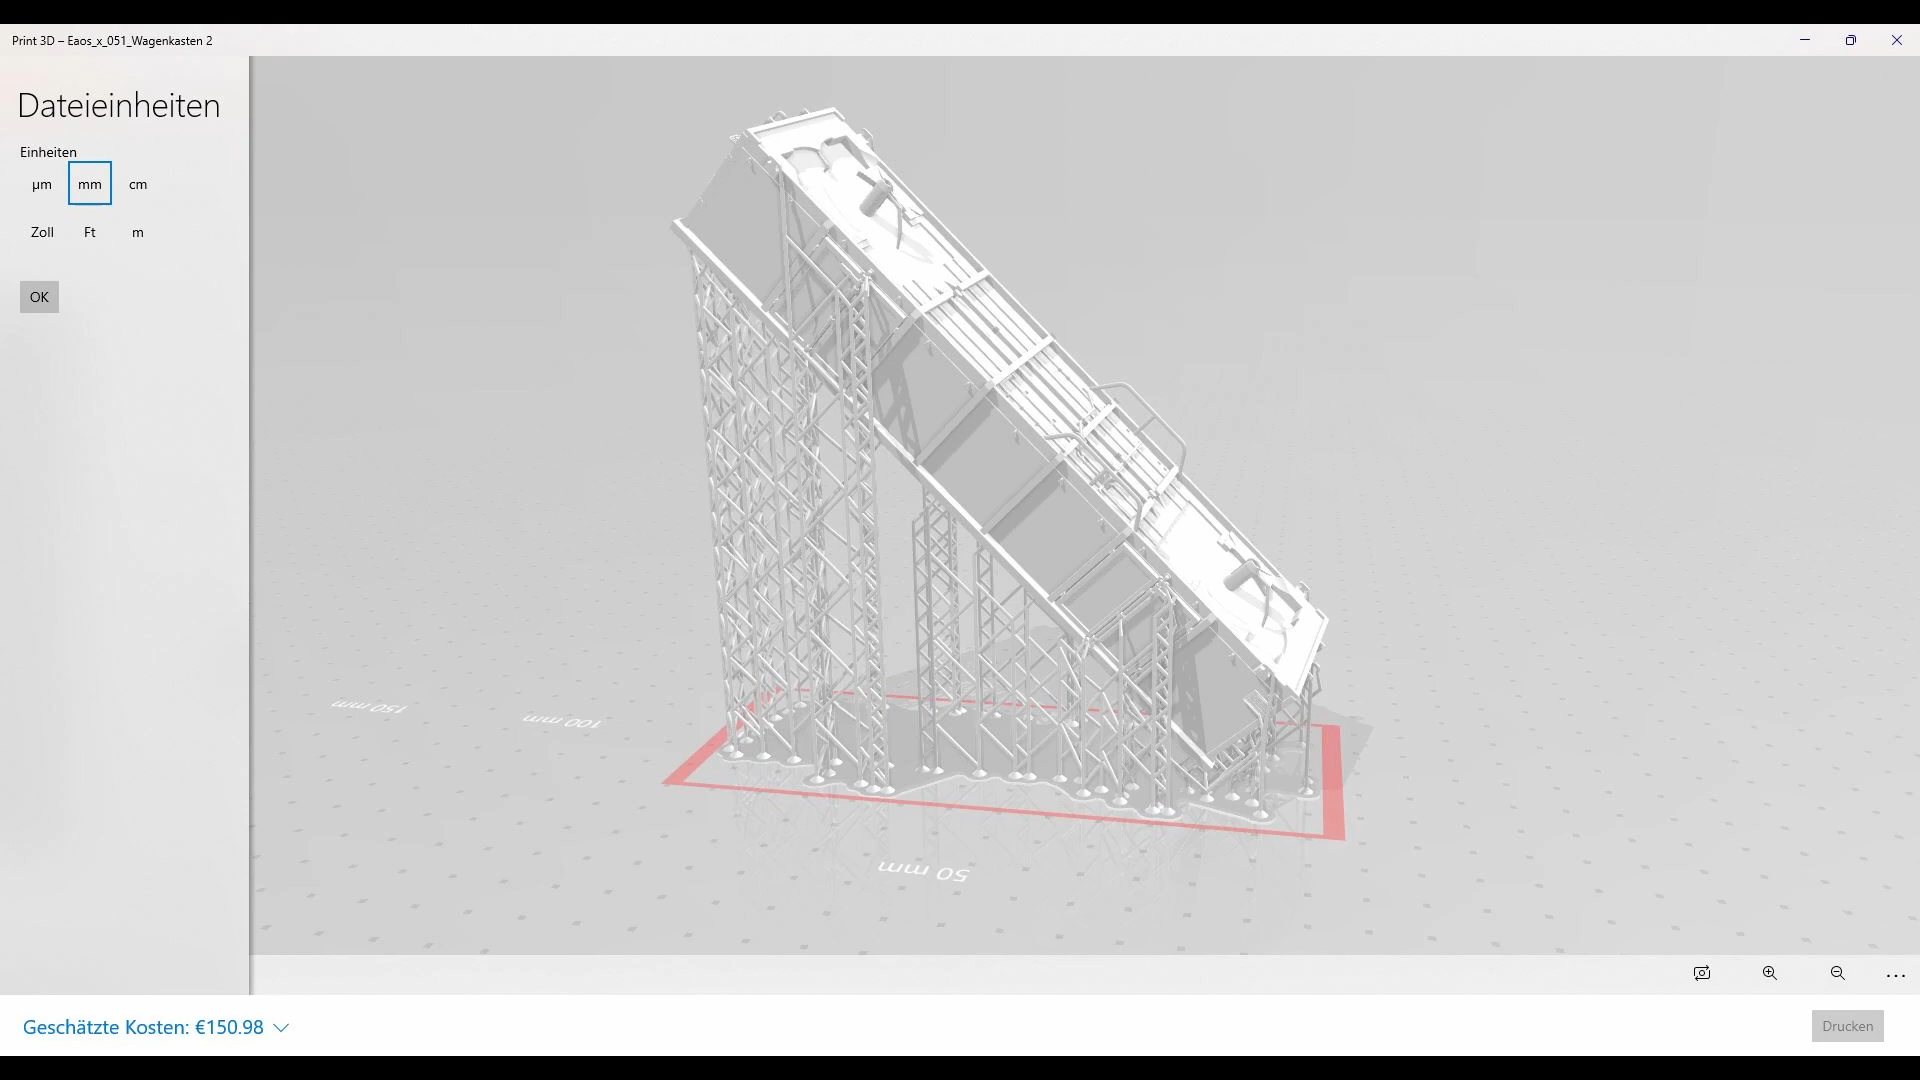 Print 3D – Eaos_x_051_Wagenkasten 2
Dateieinheiten
Einheiten
µm mm cm
Zoll Ft m
OK
150 mm
100 mm
50 mm
Geschätzte Kosten: €150.98
Drucken